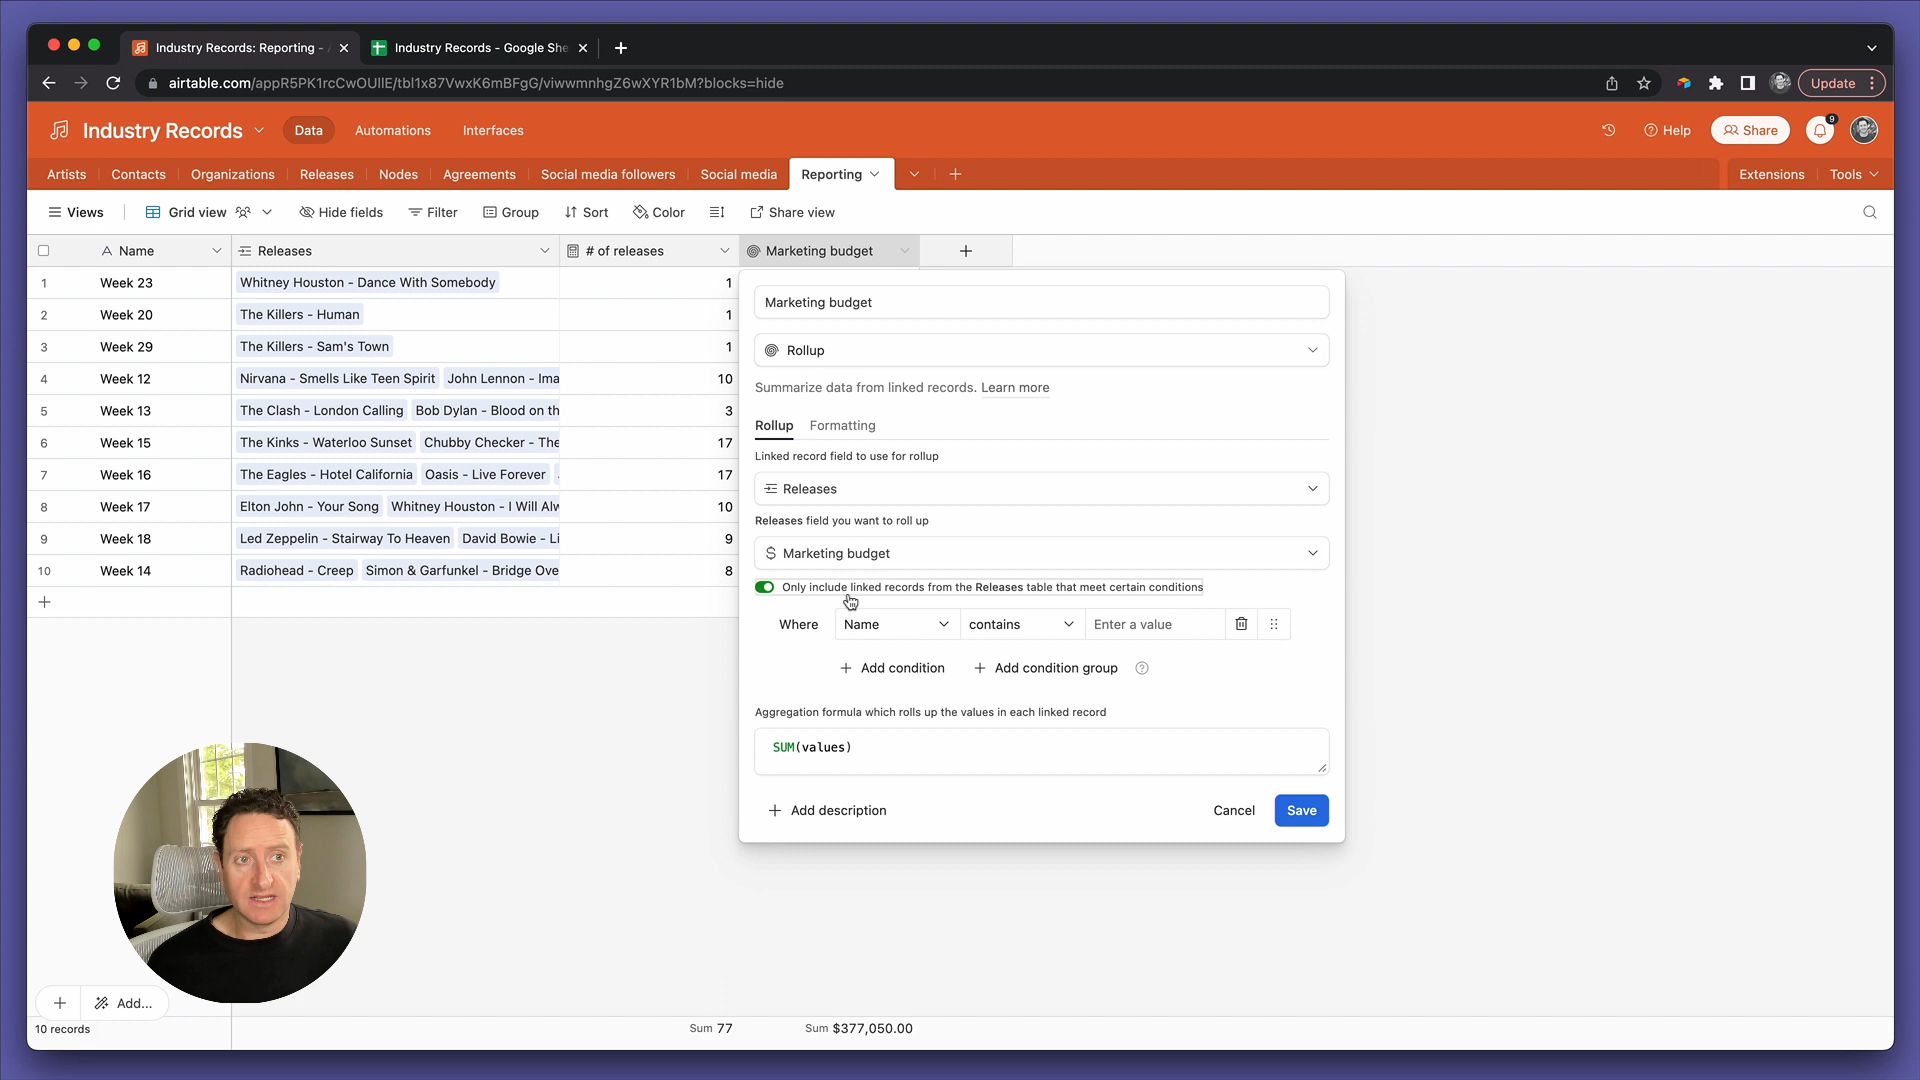 Industry Records: Reporting - A
Industry Records - Google She
airtable.com/appR5PK1rcCwOUllE/tbl1x87VwxK6mBFgG/viwwmnhgZ6wXYR1bM?blocks=hide
Update
Industry Records
Data
Automations
Interfaces
Help
Share
9
Artists
Contacts
Organizations
Releases
Nodes
Agreements
Social media followers
Social media
Reporting
Extensions
Tools
Views
Grid view
Hide fields
Filter
Group
Sort
Color
Share view
Name
Releases
# of releases
Marketing budget
1 Week 23 Whitney Houston - Dance With Somebody 1
2 Week 20 The Killers - Human 1
3 Week 29 The Killers - Sam's Town 1
4 Week 12 Nirvana - Smells Like Teen Spirit John Lennon - Ima 10
5 Week 13 The Clash - London Calling Bob Dylan - Blood on th 3
6 Week 15 The Kinks - Waterloo Sunset Chubby Checker - The 17
7 Week 16 The Eagles - Hotel California Oasis - Live Forever 17
8 Week 17 Elton John - Your Song Whitney Houston - I Will Alw 10
9 Week 18 Led Zeppelin - Stairway To Heaven David Bowie - Li 9
10 Week 14 Radiohead - Creep Simon & Garfunkel - Bridge Ove 8
Marketing budget
Rollup
Summarize data from linked records. Learn more
Rollup Formatting
Linked record field to use for rollup
Releases
Releases field you want to roll up
Marketing budget
Only include linked records from the Releases table that meet certain conditions
Where Name contains Enter a value
Add condition Add condition group
Aggregation formula which rolls up the values in each linked record
SUM(values)
Add description Cancel Save
Add...
10 records Sum 77 Sum $377,050.00